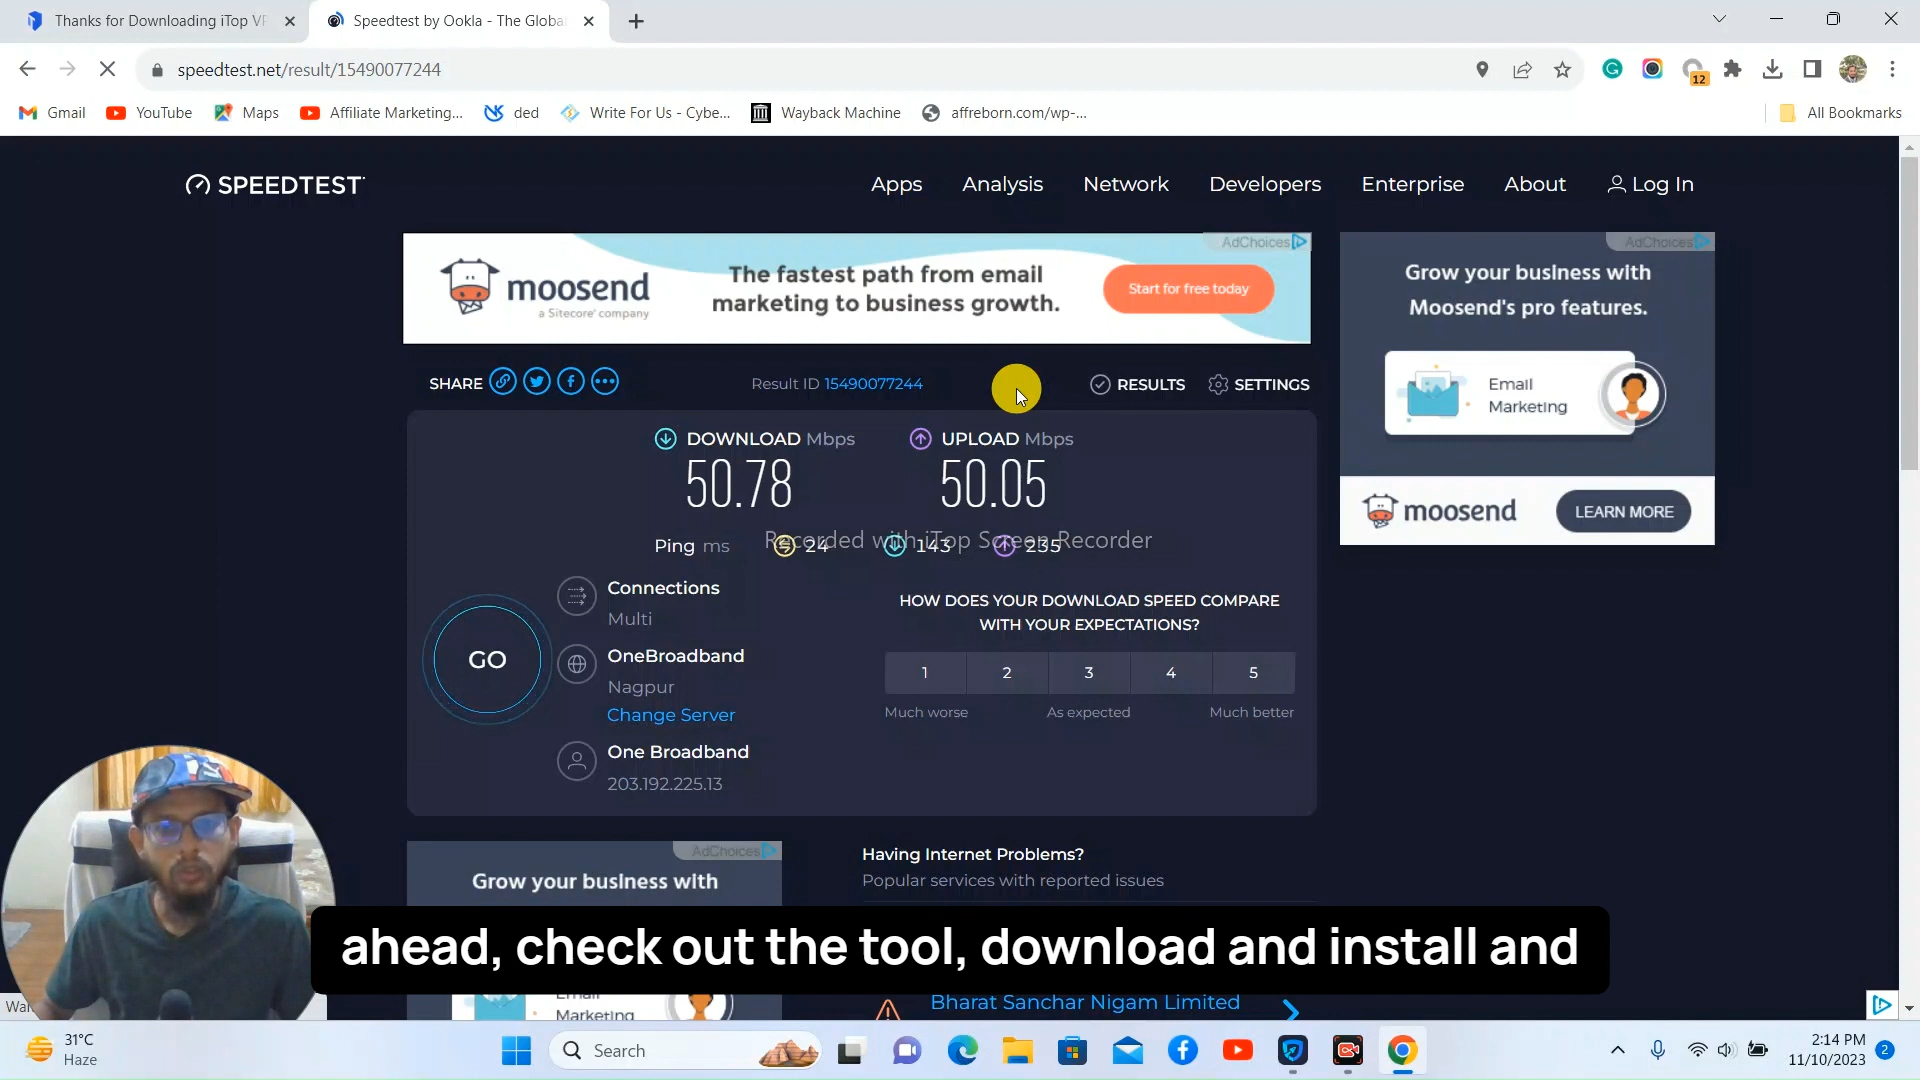 Thanks for Downloading iTop VP
Speedtest by Ookla - The Globa
speedtest.net/result/15490077244
12
Gmail
YouTube
Maps
Affiliate Marketing...
ded
Write For Us - Cybe...
Wayback Machine
affreborn.com/wp-...
All Bookmarks
SPEEDTEST
Apps
Analysis
Network
Developers
Enterprise
About
Log In
AdChoices
moosend
a Sitecore company
The fastest path from email
marketing to business growth.
Start for free today
AdChoices
Grow your business with
Moosend's pro features.
Email
Marketing
moosend
LEARN MORE
SHARE
Result ID 15490077244
RESULTS
SETTINGS
DOWNLOAD Mbps
50.78
UPLOAD Mbps
50.05
Recorded with iTop Screen Recorder
Ping ms
24
143
235
GO
Connections
Multi
OneBroadband
Nagpur
Change Server
One Broadband
203.192.225.13
HOW DOES YOUR DOWNLOAD SPEED COMPARE
WITH YOUR EXPECTATIONS?
1
2
3
4
5
Much worse
As expected
Much better
AdChoices
Grow your business with
Email
Marketing
Having Internet Problems?
Popular services with reported issues
Bharat Sanchar Nigam Limited
ahead, check out the tool, download and install and
31°C
Haze
Search
2:14 PM
11/10/2023
2